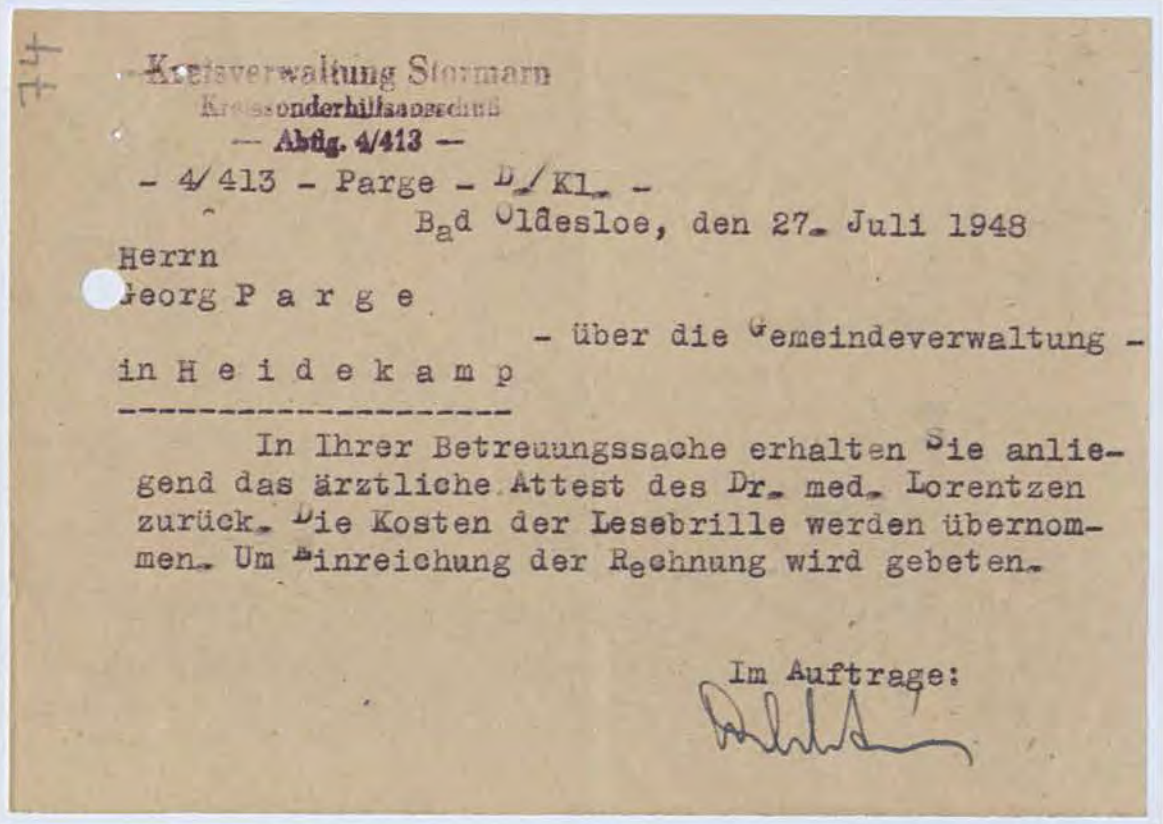 74
Kreisverwaltung Stormarn
Kreissonderhilfsausschuß
— Abtlg. 4/413 —
- 4/413 - Parge - D./Kl. -
Bad Oldesloe, den 27. Juli 1948
Herrn
Georg P a r g e
- über die Gemeindeverwaltung -
in H e i d e k a m p
--------------------
In Ihrer Betreuungssache erhalten Sie anlie-
gend das ärztliche Attest des Dr. med. Lorentzen
zurück. Die Kosten der Lesebrille werden übernom-
men. Um Einreichung der Rechnung wird gebeten.
Im Auftrage: